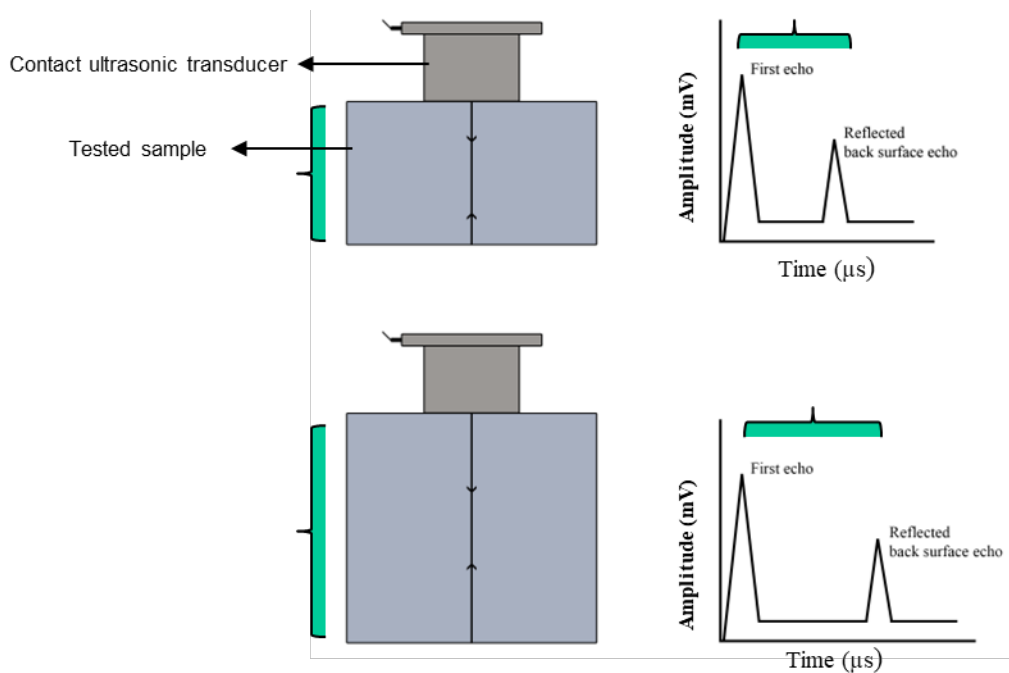 Contact ultrasonic transducer
Tested sample
Amplitude (mV)
First echo
Reflected
back surface echo
Time (µs)
Amplitude (mV)
First echo
Reflected
back surface echo
Time (µs)